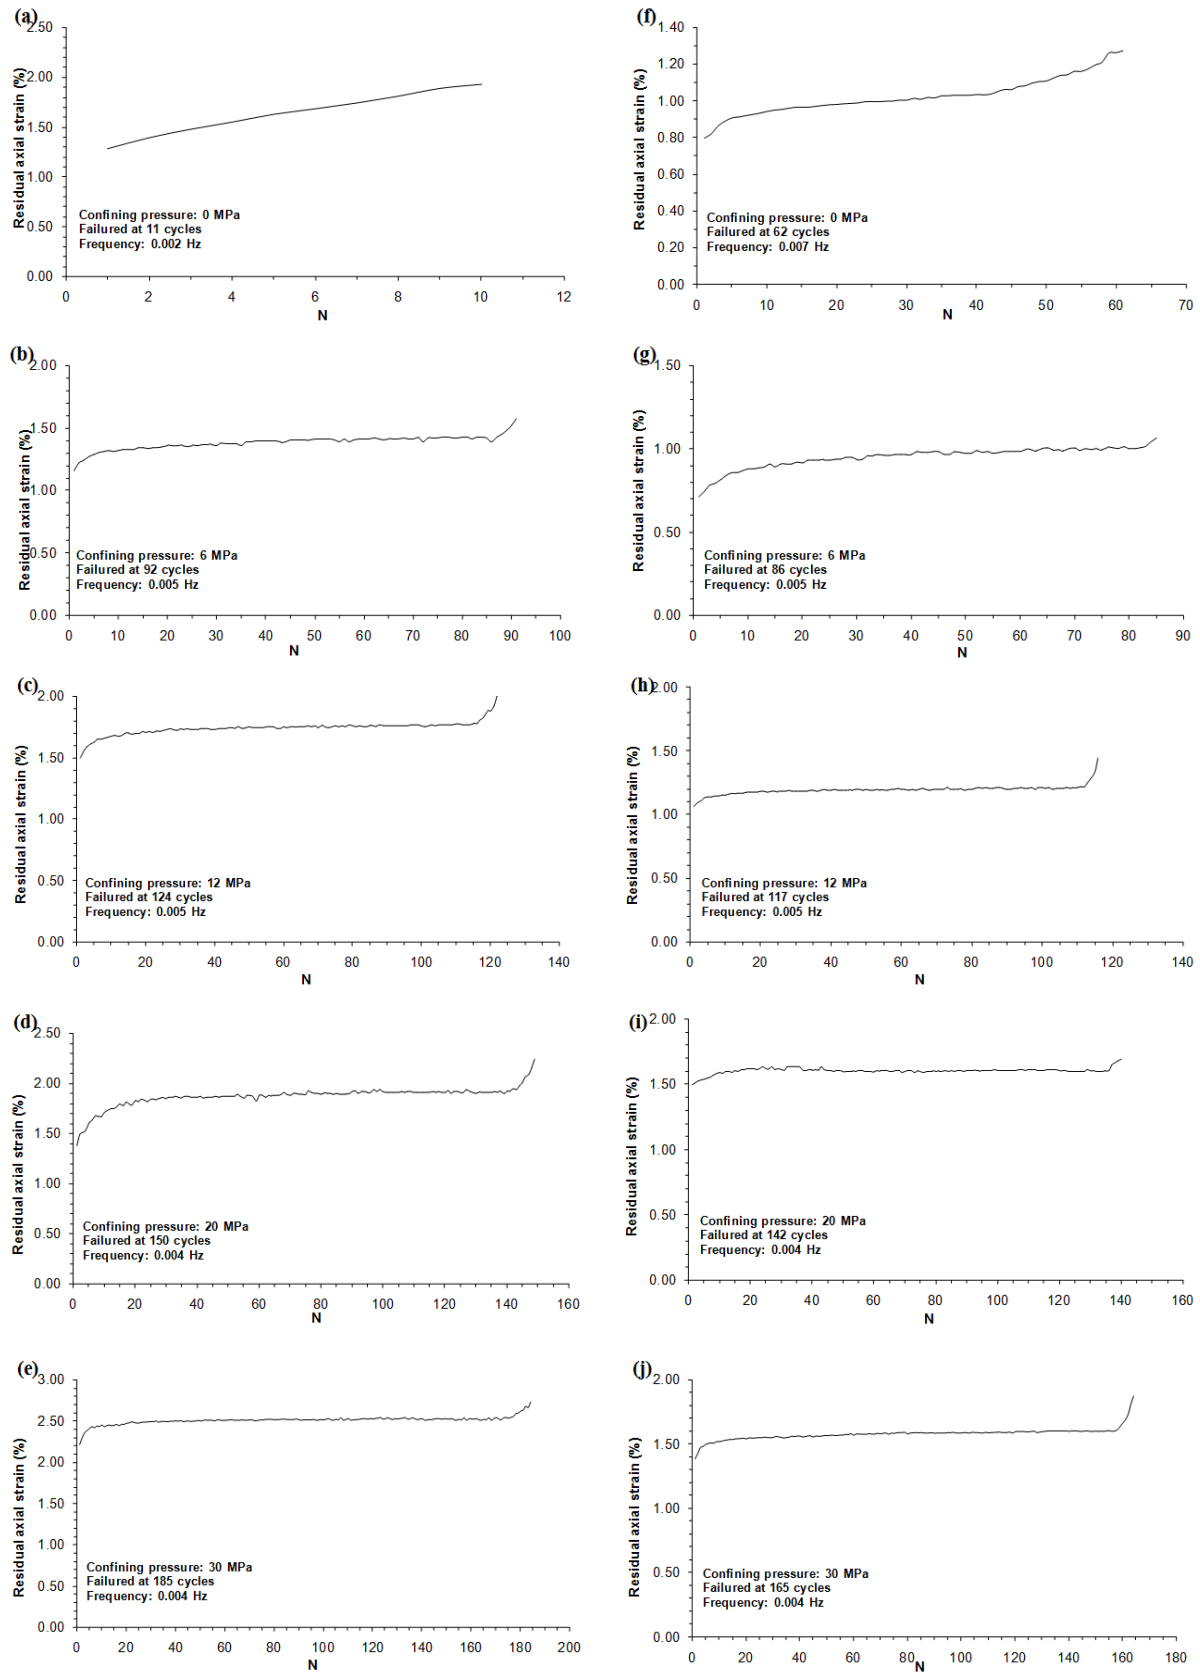 (a)
2.50
2.00
1.50
1.00
0.50
0.00
Residual axial strain (%)
Confining pressure: 0 MPa
Failured at 11 cycles
Frequency: 0.002 Hz
0 2 4 6 8 10 12
N
(f)
1.40
1.20
1.00
0.80
0.60
0.40
0.20
0.00
Residual axial strain (%)
Confining pressure: 0 MPa
Failured at 62 cycles
Frequency: 0.007 Hz
0 10 20 30 40 50 60 70
N
(b)
2.00
1.50
1.00
0.50
0.00
Residual axial strain (%)
Confining pressure: 6 MPa
Failured at 92 cycles
Frequency: 0.005 Hz
0 10 20 30 40 50 60 70 80 90 100
N
(g)
1.50
1.00
0.50
0.00
Residual axial strain (%)
Confining pressure: 6 MPa
Failured at 86 cycles
Frequency: 0.005 Hz
0 10 20 30 40 50 60 70 80 90
N
(c)
2.00
1.50
1.00
0.50
0.00
Residual axial strain (%)
Confining pressure: 12 MPa
Failured at 124 cycles
Frequency: 0.005 Hz
0 20 40 60 80 100 120 140
N
(h)
2.00
1.50
1.00
0.50
0.00
Residual axial strain (%)
Confining pressure: 12 MPa
Failured at 117 cycles
Frequency: 0.005 Hz
0 20 40 60 80 100 120 140
N
(d)
2.50
2.00
1.50
1.00
0.50
0.00
Residual axial strain (%)
Confining pressure: 20 MPa
Failured at 150 cycles
Frequency: 0.004 Hz
0 20 40 60 80 100 120 140 160
N
(i)
2.00
1.50
1.00
0.50
0.00
Residual axial strain (%)
Confining pressure: 20 MPa
Failured at 142 cycles
Frequency: 0.004 Hz
0 20 40 60 80 100 120 140 160
N
(e)
3.00
2.50
2.00
1.50
1.00
0.50
0.00
Residual axial strain (%)
Confining pressure: 30 MPa
Failured at 185 cycles
Frequency: 0.004 Hz
0 20 40 60 80 100 120 140 160 180 200
N
(j)
2.00
1.50
1.00
0.50
0.00
Residual axial strain (%)
Confining pressure: 30 MPa
Failured at 165 cycles
Frequency: 0.004 Hz
0 20 40 60 80 100 120 140 160 180
N